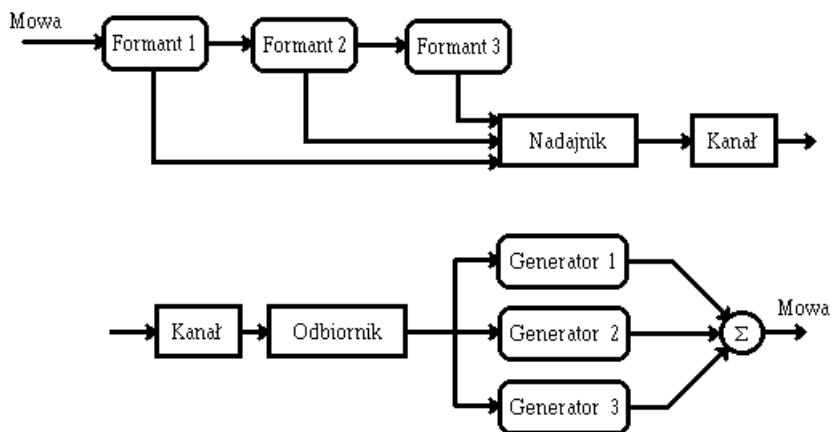 Mowa
Formant 1
Formant 2
Formant 3
Nadajnik
Kanał
Kanał
Odbiornik
Generator 1
Generator 2
Generator 3
Σ
Mowa